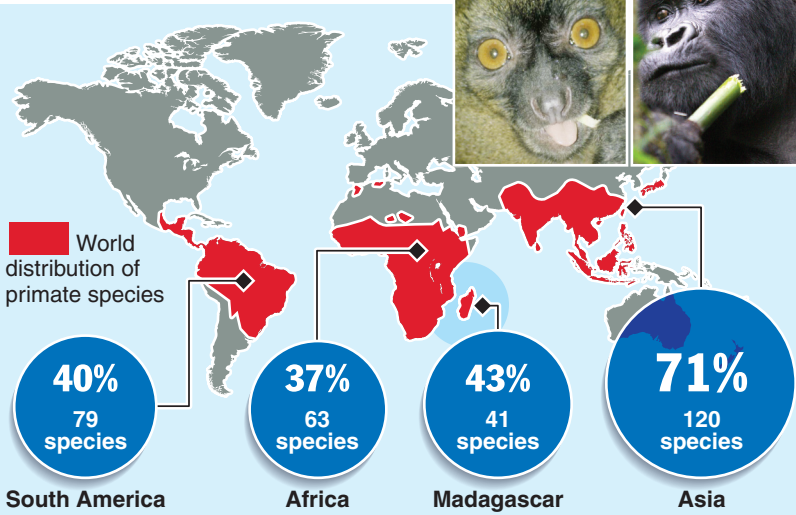 World
distribution of
primate species
40%
79
species
South America
37%
63
species
Africa
43%
41
species
Madagascar
71%
120
species
Asia